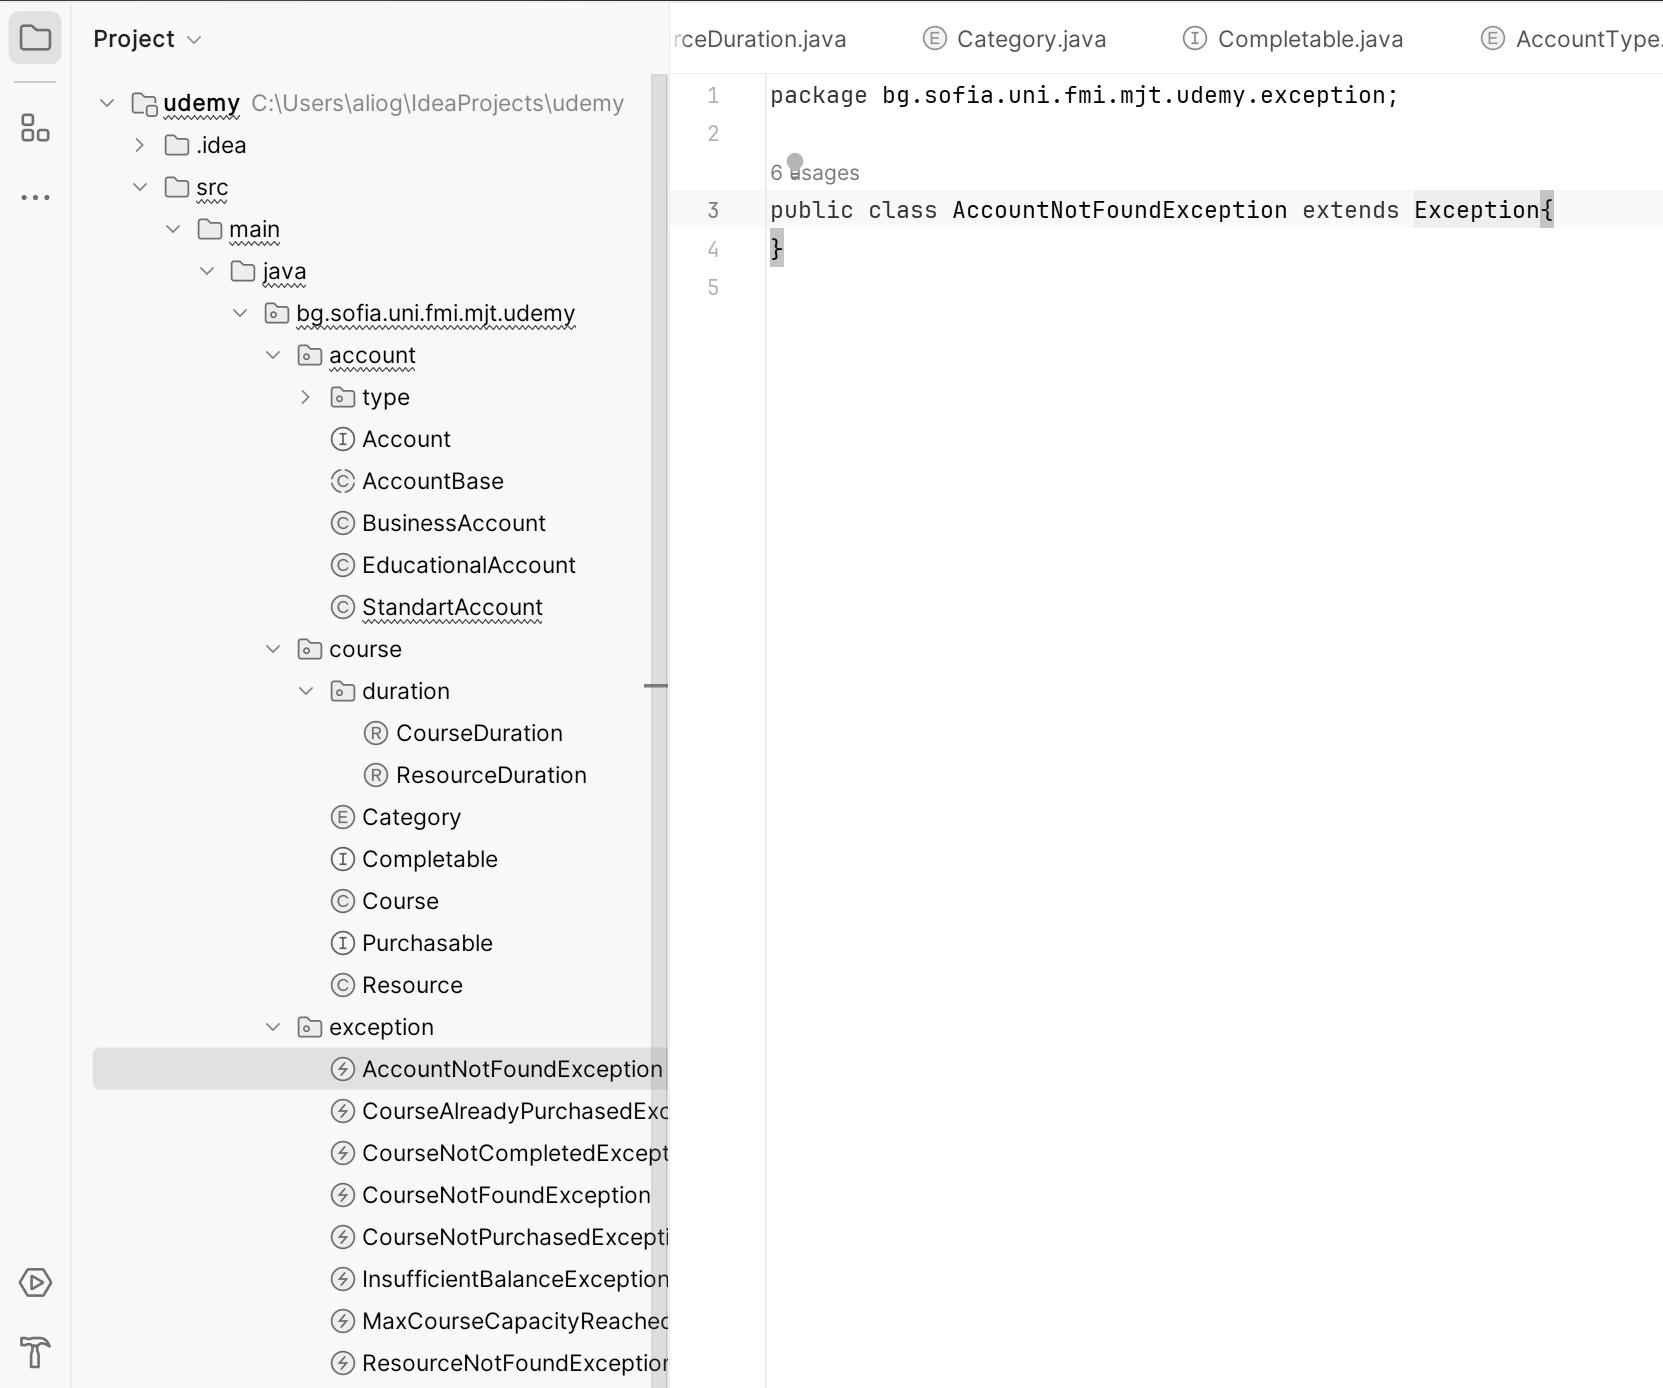 Project
udemy C:\Users\aliog\IdeaProjects\udemy
.idea
src
main
java
bg.sofia.uni.fmi.mjt.udemy
account
type
Account
AccountBase
BusinessAccount
EducationalAccount
StandartAccount
course
duration
CourseDuration
ResourceDuration
Category
Completable
Course
Purchasable
Resource
exception
AccountNotFoundException
CourseAlreadyPurchasedExc
CourseNotCompletedExcept
CourseNotFoundException
CourseNotPurchasedExcepti
InsufficientBalanceException
MaxCourseCapacityReached
ResourceNotFoundException
rceDuration.java Category.java Completable.java AccountType.
1 package bg.sofia.uni.fmi.mjt.udemy.exception;
2
6 usages
3 public class AccountNotFoundException extends Exception{
4 }
5